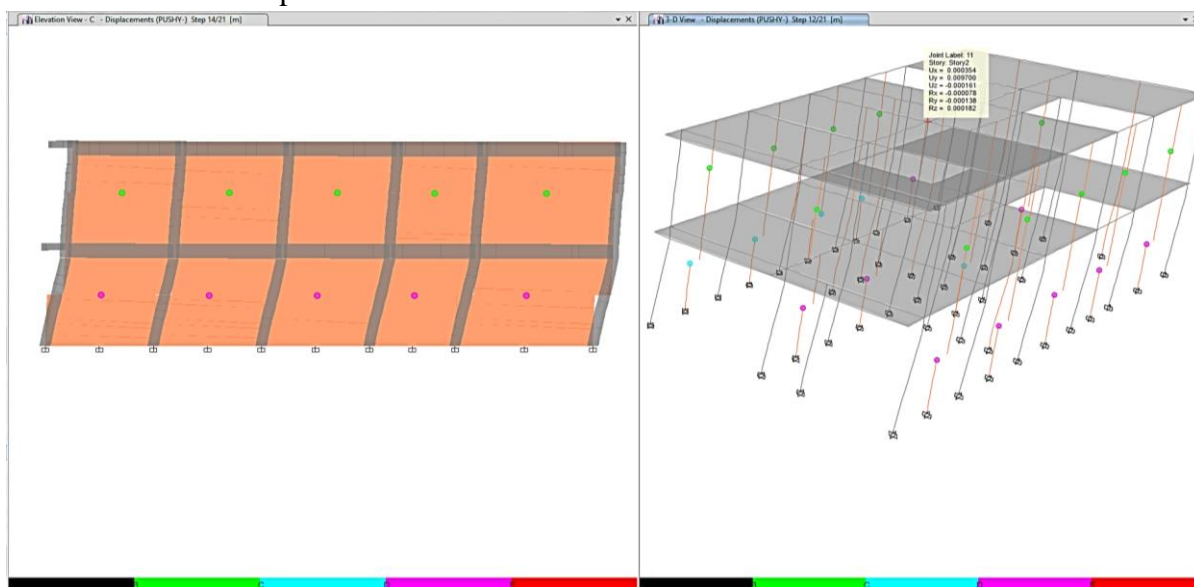 Elevation View - C - Displacements (PUSHY-) Step 14/21 [m]
3-D View - Displacements (PUSHY-) Step 12/21 [m]
Joint Label: 11
Story: Story2
Ux = 0.000354
Uy = 0.009700
Uz = -0.000161
Rx = -0.000078
Ry = -0.000138
Rz = 0.000182